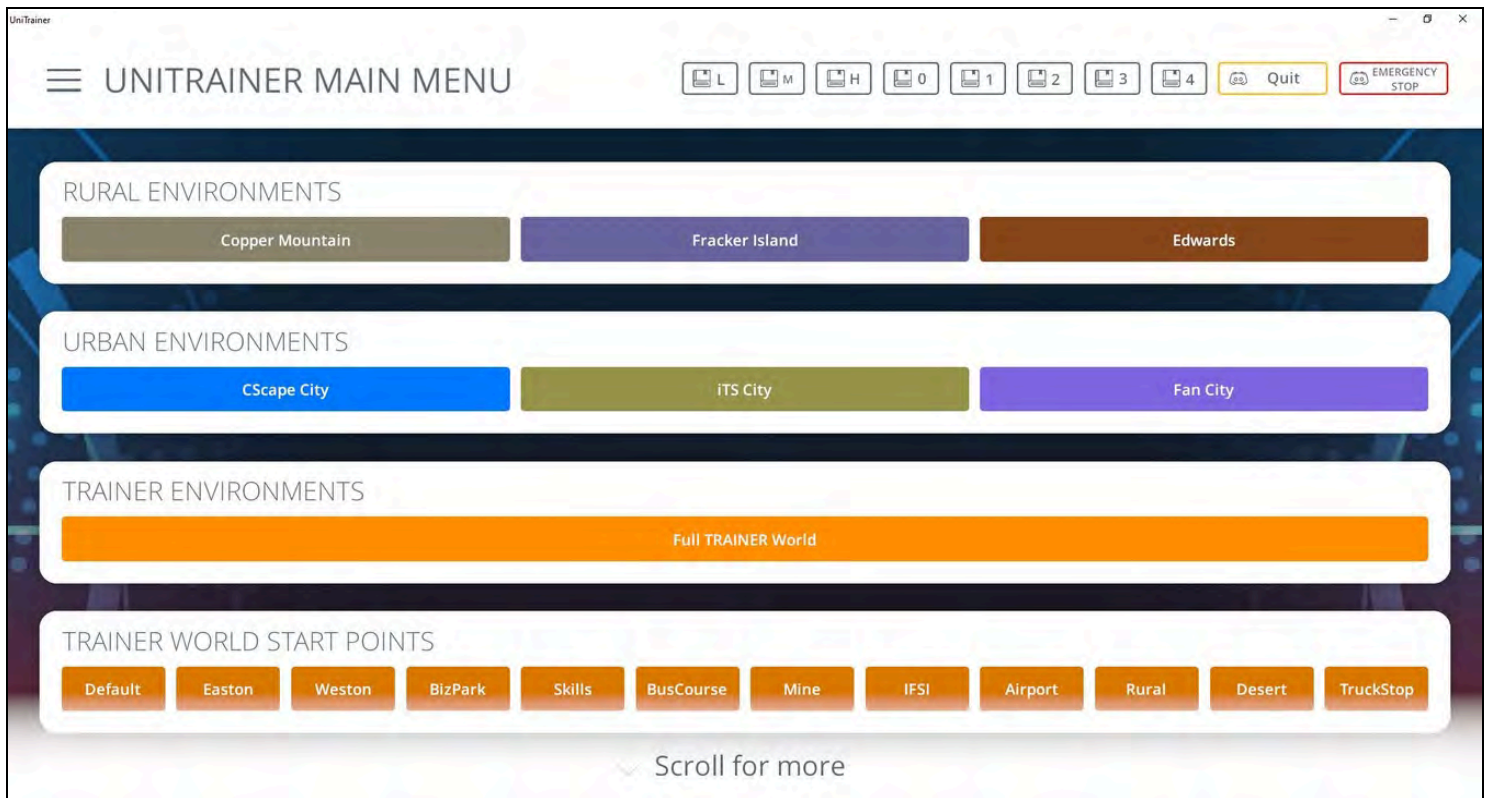 UniTrainer
UNITRAINER MAIN MENU L M H 0 1 2 3 4 Quit EMERGENCY
STOP
RURAL ENVIRONMENTS
Copper Mountain Fracker Island Edwards
URBAN ENVIRONMENTS
CScape City iTS City Fan City
TRAINER ENVIRONMENTS
Full TRAINER World
TRAINER WORLD START POINTS
Default Easton Weston BizPark Skills BusCourse Mine IFSI Airport Rural Desert TruckStop
Scroll for more